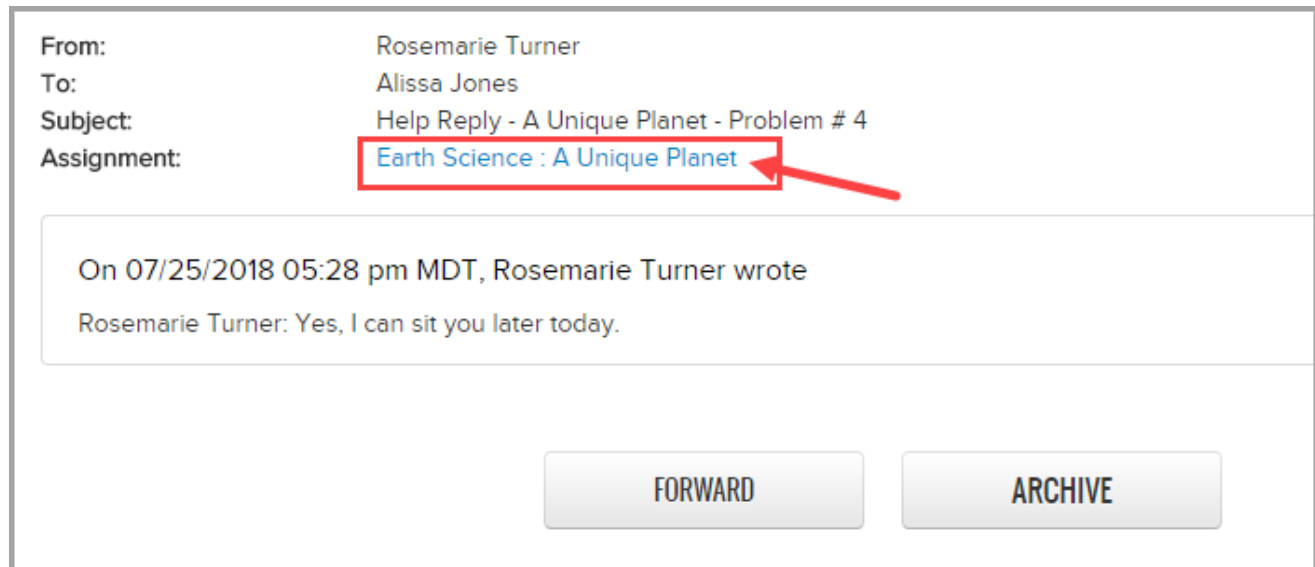 From: Rosemarie Turner
To: Alissa Jones
Subject: Help Reply - A Unique Planet - Problem # 4
Assignment: Earth Science : A Unique Planet
On 07/25/2018 05:28 pm MDT, Rosemarie Turner wrote
Rosemarie Turner: Yes, I can sit you later today.
FORWARD ARCHIVE